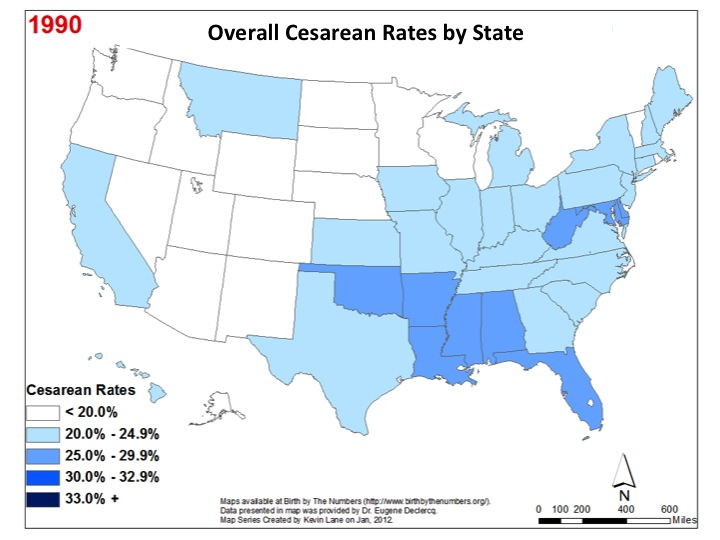 1990
Overall Cesarean Rates by State
Cesarean Rates
< 20.0%
20.0% - 24.9%
25.0% - 29.9%
30.0% - 32.9%
33.0% +
Maps available at Birth by The Numbers (http://www.birthbythenumbers.org/).
Data presented in map was provided by Dr. Eugene Declercq.
Map Series Created by Kevin Lane on Jan, 2012.
N
0 100 200 400 600
Miles